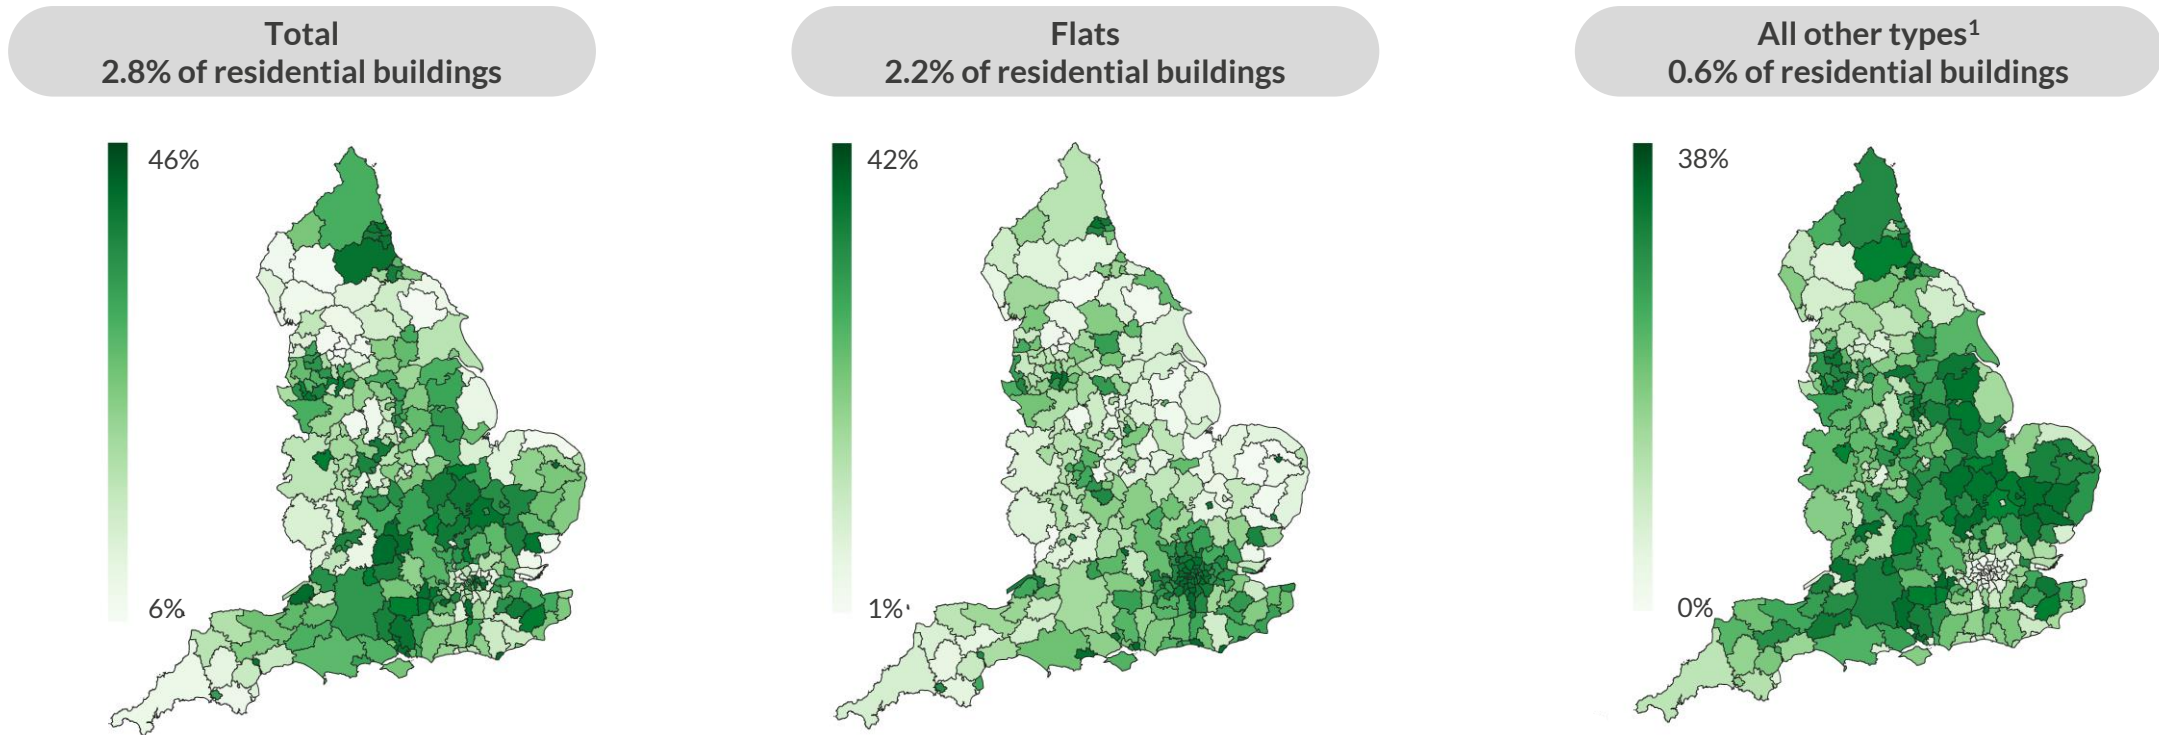 Total
2.8% of residential buildings
Flats
2.2% of residential buildings
All other types¹
0.6% of residential buildings
46%
6%
42%
1%
38%
0%